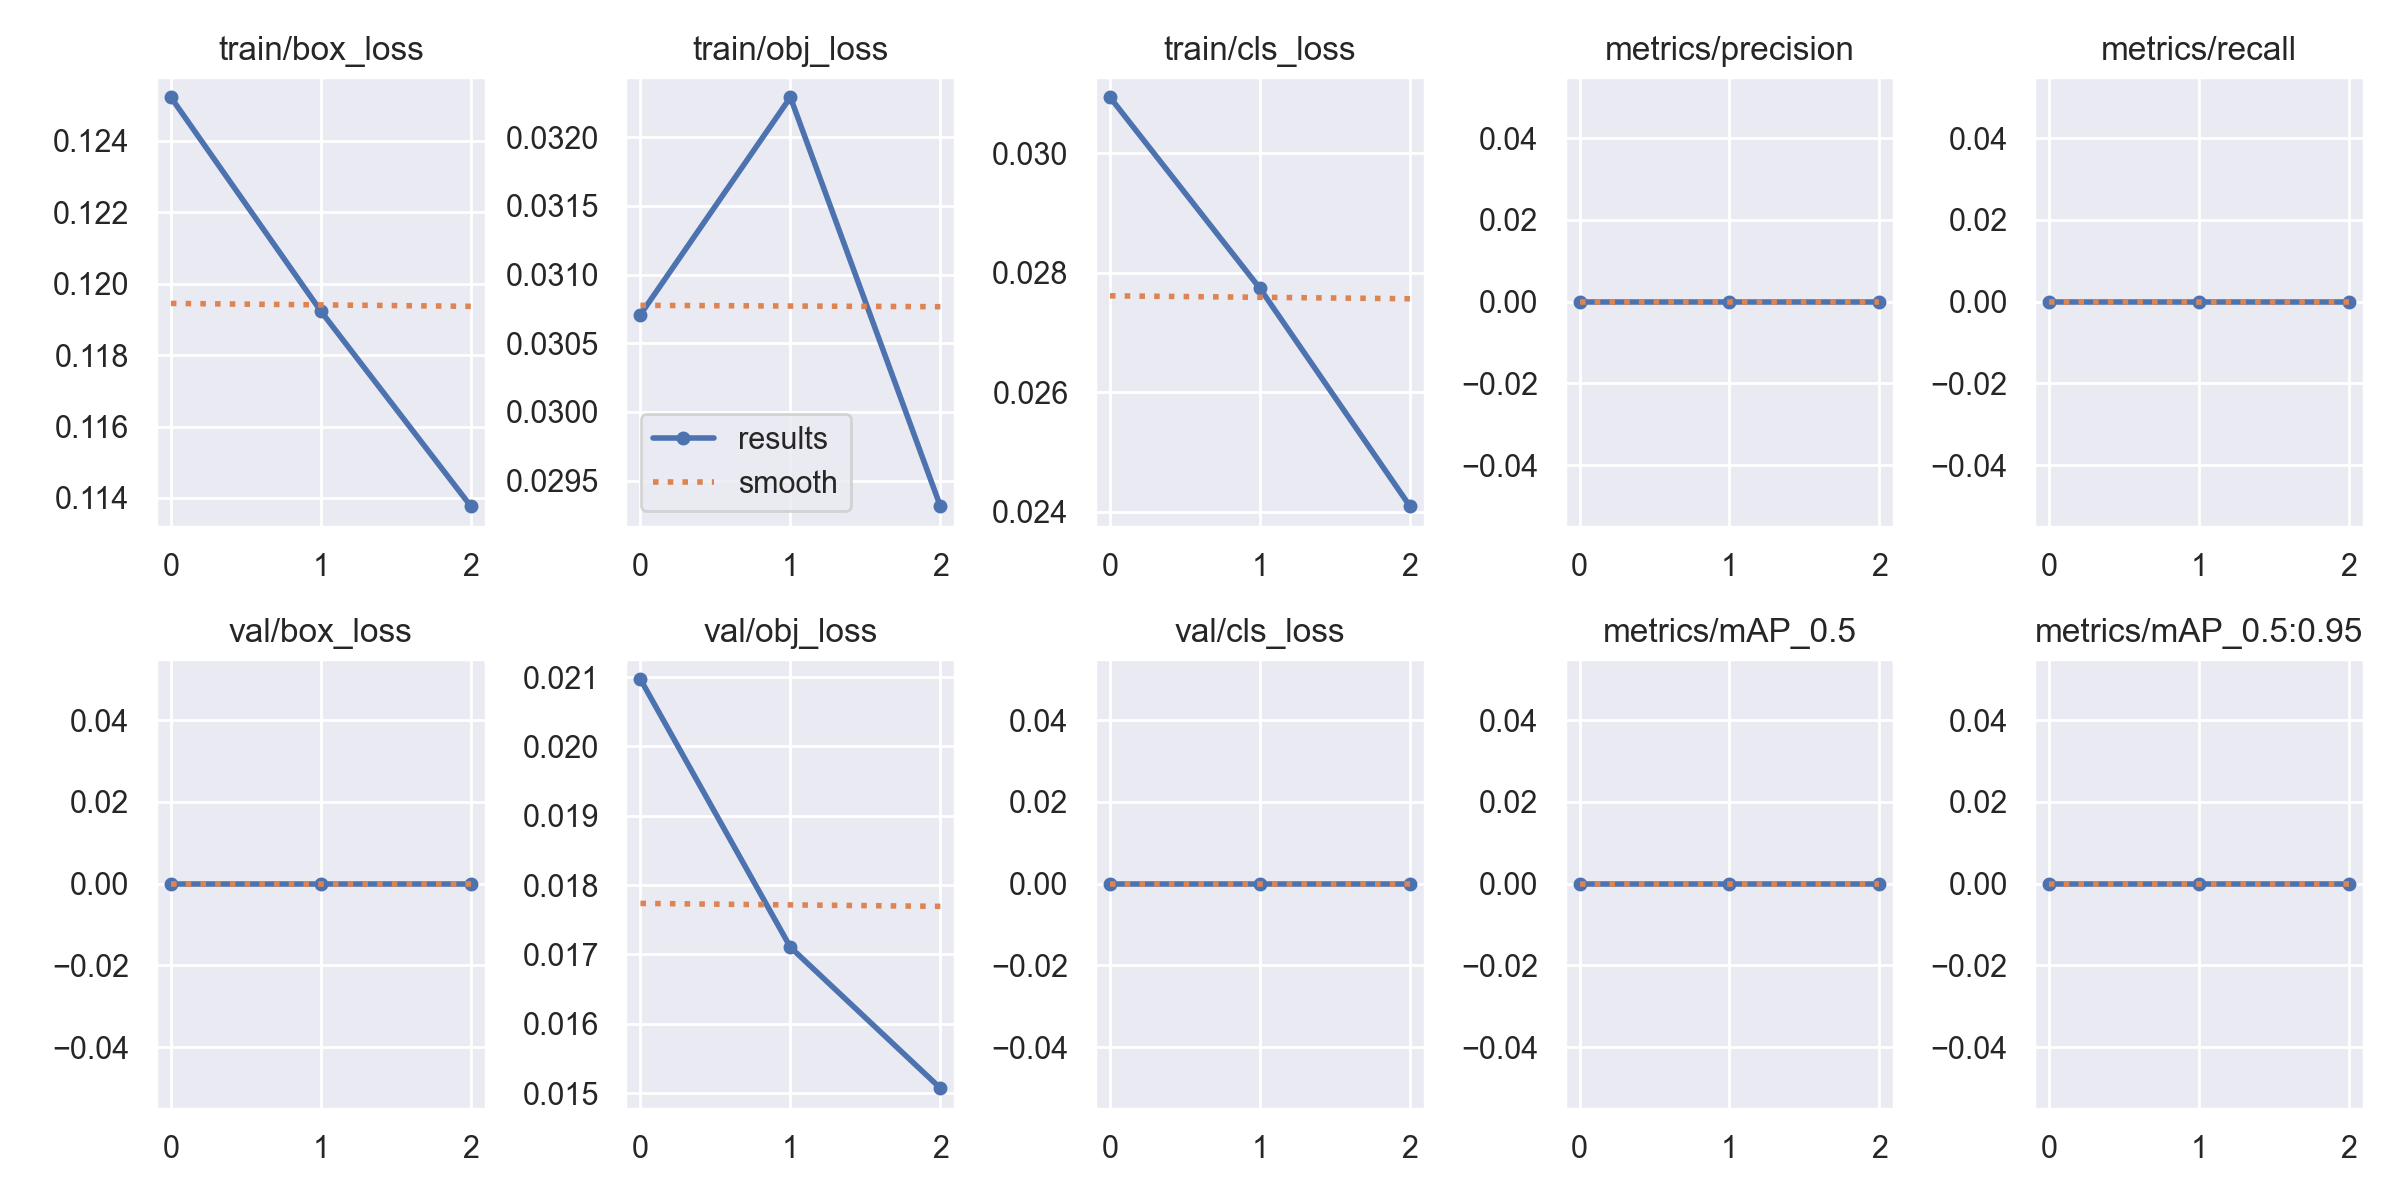 train/box_loss
0.124
0.122
0.120
0.118
0.116
0.114
0 1 2
train/obj_loss
0.0320
0.0315
0.0310
0.0305
0.0300
0.0295
results
smooth
0 1 2
train/cls_loss
0.030
0.028
0.026
0.024
0 1 2
metrics/precision
0.04
0.02
0.00
−0.02
−0.04
0 1 2
metrics/recall
0.04
0.02
0.00
−0.02
−0.04
0 1 2
val/box_loss
0.04
0.02
0.00
−0.02
−0.04
0 1 2
val/obj_loss
0.021
0.020
0.019
0.018
0.017
0.016
0.015
0 1 2
val/cls_loss
0.04
0.02
0.00
−0.02
−0.04
0 1 2
metrics/mAP_0.5
0.04
0.02
0.00
−0.02
−0.04
0 1 2
metrics/mAP_0.5:0.95
0.04
0.02
0.00
−0.02
−0.04
0 1 2